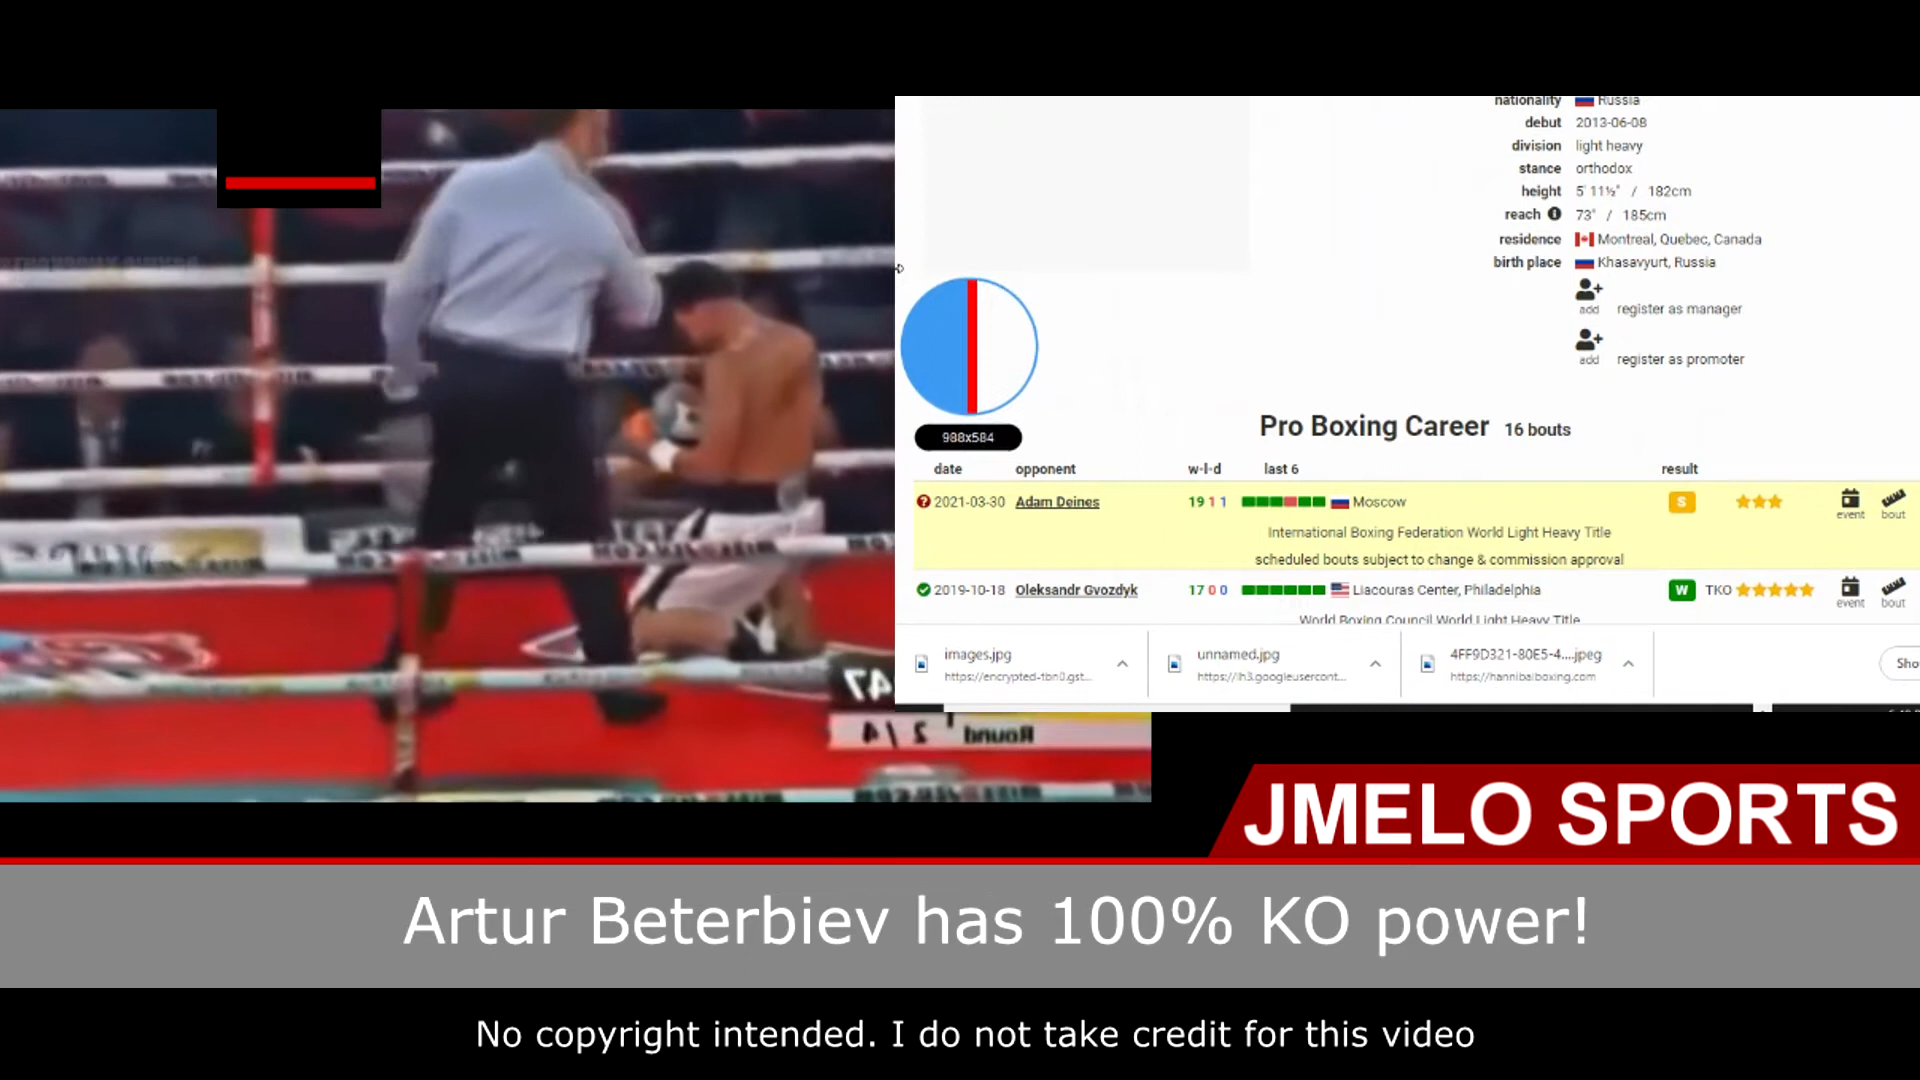 nationality Russia
debut 2013-06-08
division light heavy
stance orthodox
height 5' 11½" / 182cm
reach 73" / 185cm
residence Montreal, Quebec, Canada
birth place Khasavyurt, Russia
add register as manager
add register as promoter
Pro Boxing Career 16 bouts
988x584
date opponent w-l-d last 6 result
2021-03-30 Adam Deines 19 1 1 Moscow S event bout
International Boxing Federation World Light Heavy Title
scheduled bouts subject to change & commission approval
2019-10-18 Oleksandr Gvozdyk 17 0 0 Liacouras Center, Philadelphia W TKO event bout
World Boxing Council World Light Heavy Title
images.jpg
https://encrypted-tbn0.gst...
unnamed.jpg
https://lh3.googleusercont...
4FF9D321-80E5-4....jpeg
https://hannibalboxing.com
Sho
47
Round 2 / 4
JMELO SPORTS
Artur Beterbiev has 100% KO power!
No copyright intended. I do not take credit for this video